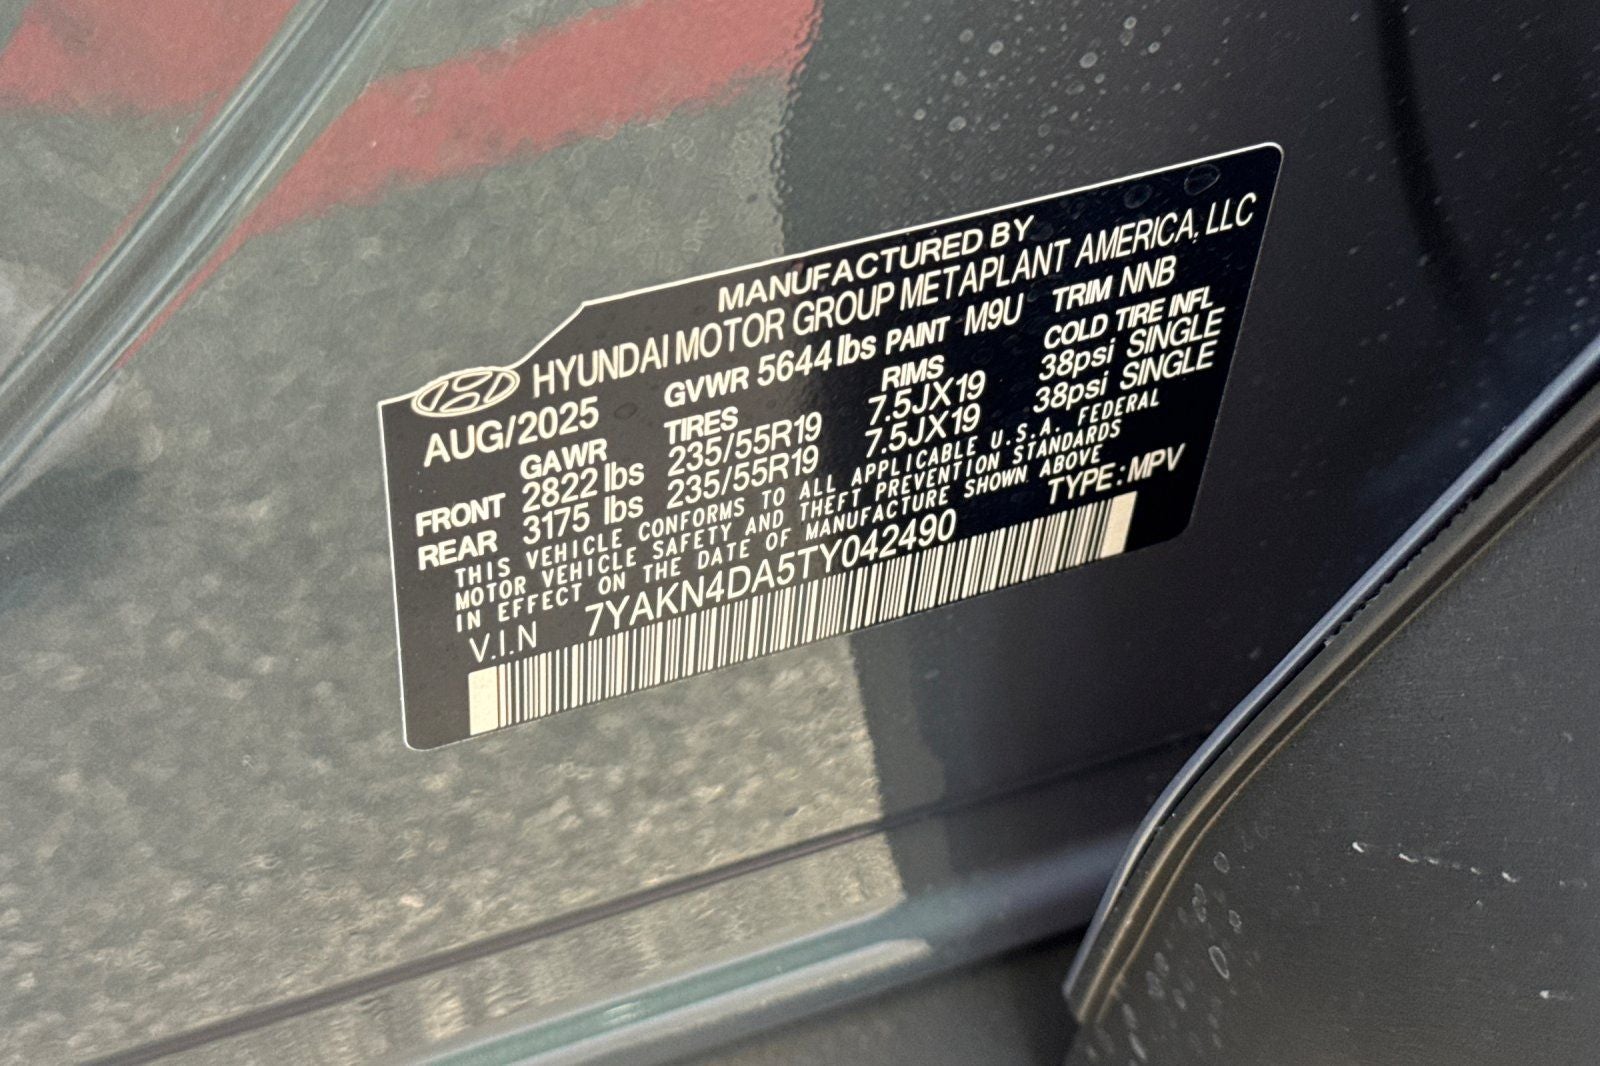 MANUFACTURED BY
HYUNDAI MOTOR GROUP METAPLANT AMERICA, LLC
AUG/2025 GVWR 5644 lbs PAINT M9U TRIM NNB
GAWR TIRES RIMS COLD TIRE INFL
FRONT 2822 lbs 235/55R19 7.5JX19 38psi SINGLE
REAR 3175 lbs 235/55R19 7.5JX19 38psi SINGLE
THIS VEHICLE CONFORMS TO ALL APPLICABLE U.S.A. FEDERAL
MOTOR VEHICLE SAFETY AND THEFT PREVENTION STANDARDS
IN EFFECT ON THE DATE OF MANUFACTURE SHOWN ABOVE
V.I.N 7YAKN4DA5TY042490 TYPE : MPV